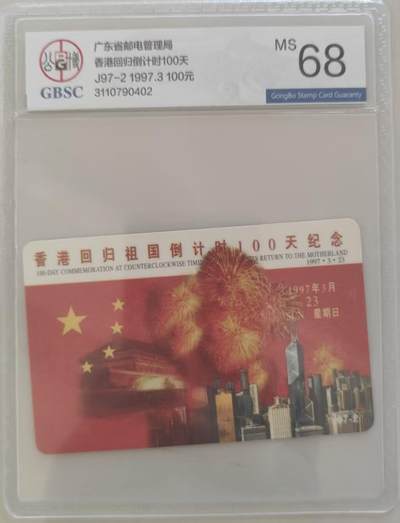 广东省邮电管理局
香港回归倒计时100天
J97-2 1997.3 100元
3110790402
GBSC
MS 68
GongBo Stamp Card Guaranty
香港回归祖国倒计时100天纪念
100-DAY COMMEMORATION AT COUNTERCLOCKWISE TIME RETURN TO THE MOTHERLAND
1997·3·23
1997年3月
23
SUN 星期日